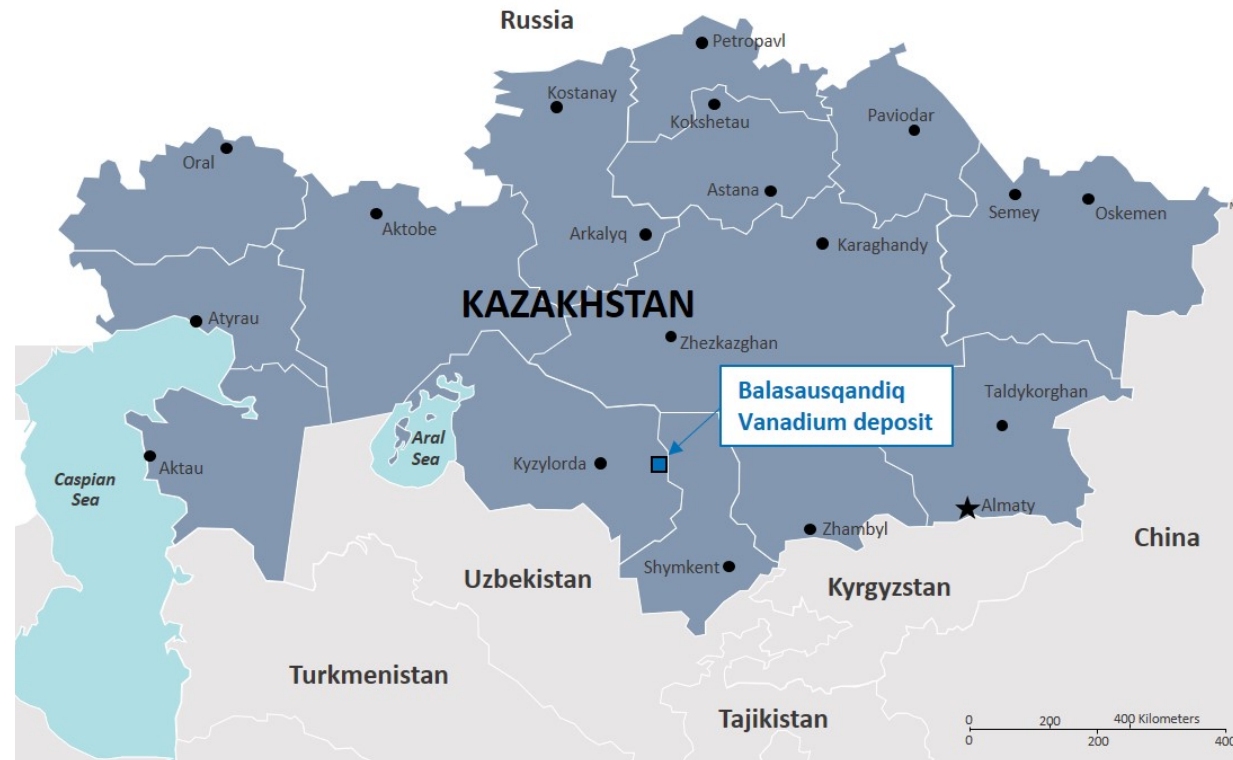 Russia
Petropavl
Kostanay
Kokshetau
Paviodar
Oral
Astana
Semey
Oskemen
Aktobe
Arkalyq
Karaghandy
KAZAKHSTAN
Atyrau
Zhezkazghan
Balasausqandiq
Vanadium deposit
Taldykorghan
Aral
Sea
Kyzylorda
Aktau
Caspian
Sea
Almaty
Zhambyl
China
Shymkent
Uzbekistan
Kyrgyzstan
Turkmenistan
Tajikistan
0 200 400 Kilometers
0 200 400